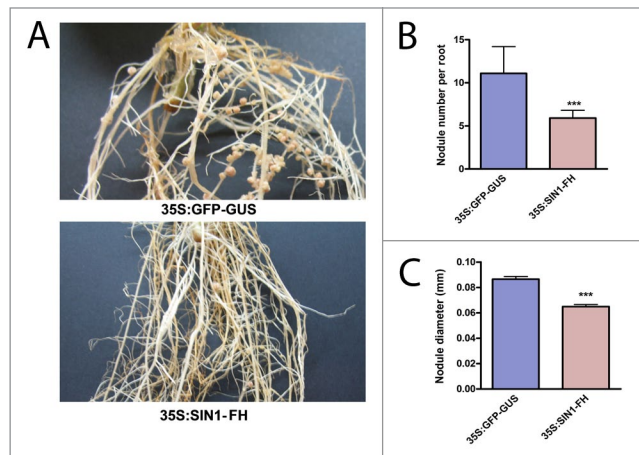 A
35S:GFP-GUS
35S:SIN1-FH
B
Nodule number per root
15
10
5
0
***
35S:GFP-GUS
35S:SIN1-FH
C
Nodule diameter (mm)
0.10
0.08
0.06
0.04
0.02
0.00
***
35S:GFP-GUS
35S:SIN1-FH